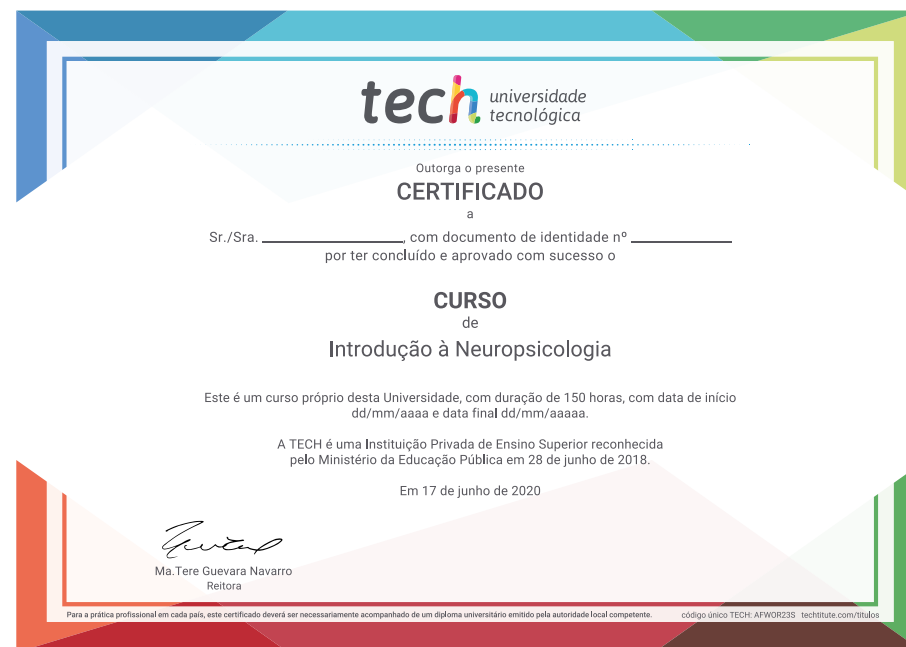 tech universidade
tecnológica
Outorga o presente
CERTIFICADO
a
Sr./Sra. ____________________, com documento de identidade nº ______________
por ter concluído e aprovado com sucesso o
CURSO
de
Introdução à Neuropsicologia
Este é um curso próprio desta Universidade, com duração de 150 horas, com data de início
dd/mm/aaaa e data final dd/mm/aaaaa.
A TECH é uma Instituição Privada de Ensino Superior reconhecida
pelo Ministério da Educação Pública em 28 de junho de 2018.
Em 17 de junho de 2020
Ma.Tere Guevara Navarro
Reitora
Para a prática profissional em cada país, este certificado deverá ser necessariamente acompanhado de um diploma universitário emitido pela autoridade local competente. código único TECH: AFWOR23S techtitute.com/titulos